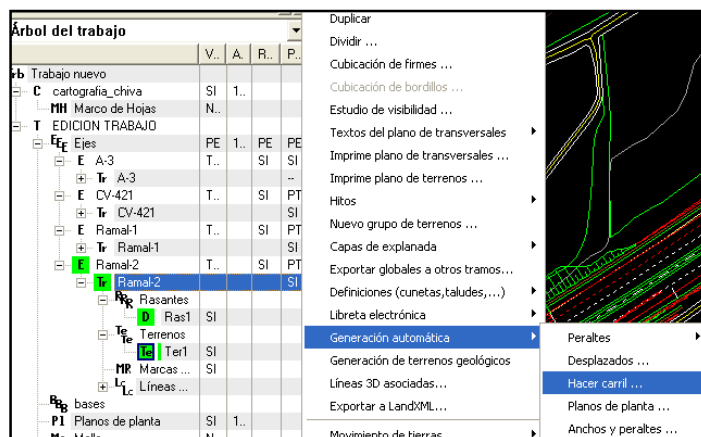 Árbol del trabajo
V.. A.. R.. P..
rb Trabajo nuevo
C cartografia_chiva SI 1..
MH Marco de Hojas N..
T EDICION TRABAJO
EEE Ejes PE 1.. PE PE
E A-3 T.. SI SI
Tr A-3 --
E CV-421 T.. SI PT
Tr CV-421 SI
E Ramal-1 T.. SI PT
Tr Ramal-1 SI
E Ramal-2 T.. SI PT
Tr Ramal-2 SI
RRR Rasantes
D Ras1 SI
TeTe Terrenos
Te Ter1 SI
MR Marcas ... SI
LcLc Líneas ...
BBB bases
Pl Planos de planta SI 1..
Duplicar
Dividir ...
Cubicación de firmes ...
Cubicación de bordillos ...
Estudio de visibilidad ...
Textos del plano de transversales
Imprime plano de transversales ...
Imprime plano de terrenos ...
Hitos
Nuevo grupo de terrenos ...
Capas de explanada
Exportar globales a otros tramos...
Definiciones (cunetas,taludes,...)
Libreta electrónica
Generación automática
Generación de terrenos geológicos
Líneas 3D asociadas...
Exportar a LandXML...
Movimiento de tierras
Peraltes
Desplazados ...
Hacer carril ...
Planos de planta ...
Anchos y peraltes ...